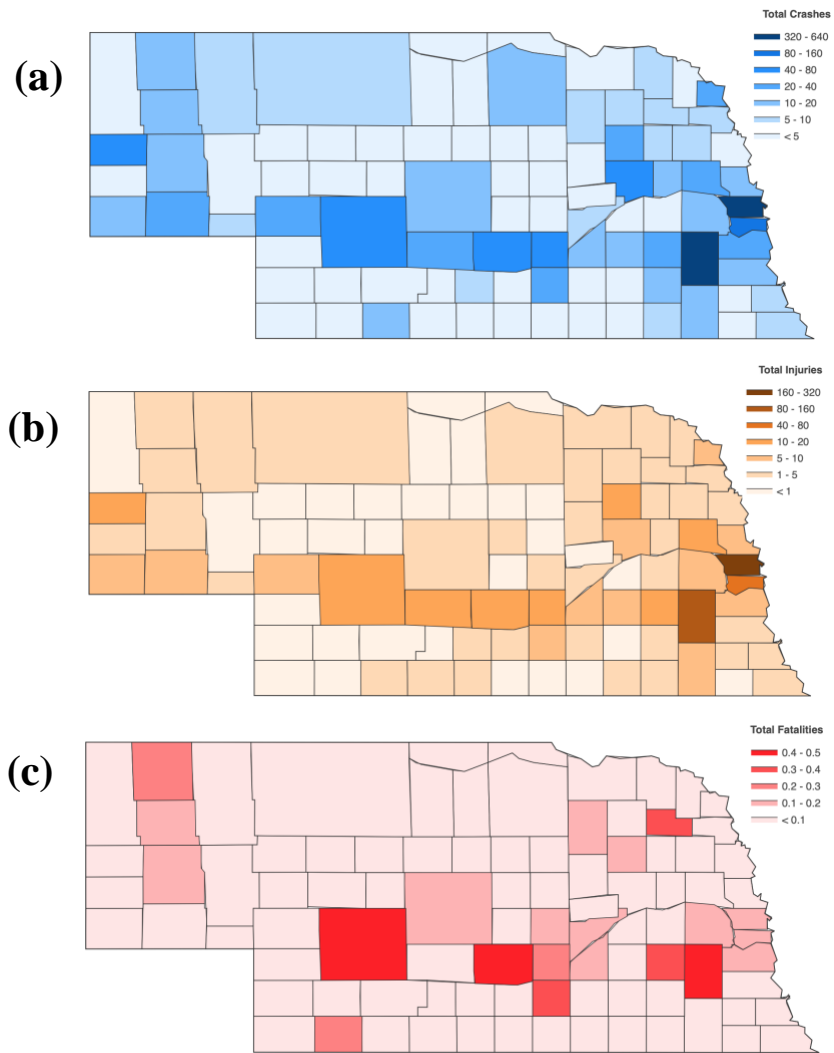 Total Crashes
(a)
320 - 640
80 - 160
40 - 80
20 - 40
10 - 20
5 - 10
< 5
Total Injuries
(b)
160 - 320
80 - 160
40 - 80
10 - 20
5 - 10
1 - 5
< 1
Total Fatalities
(c)
0.4 - 0.5
0.3 - 0.4
0.2 - 0.3
0.1 - 0.2
< 0.1